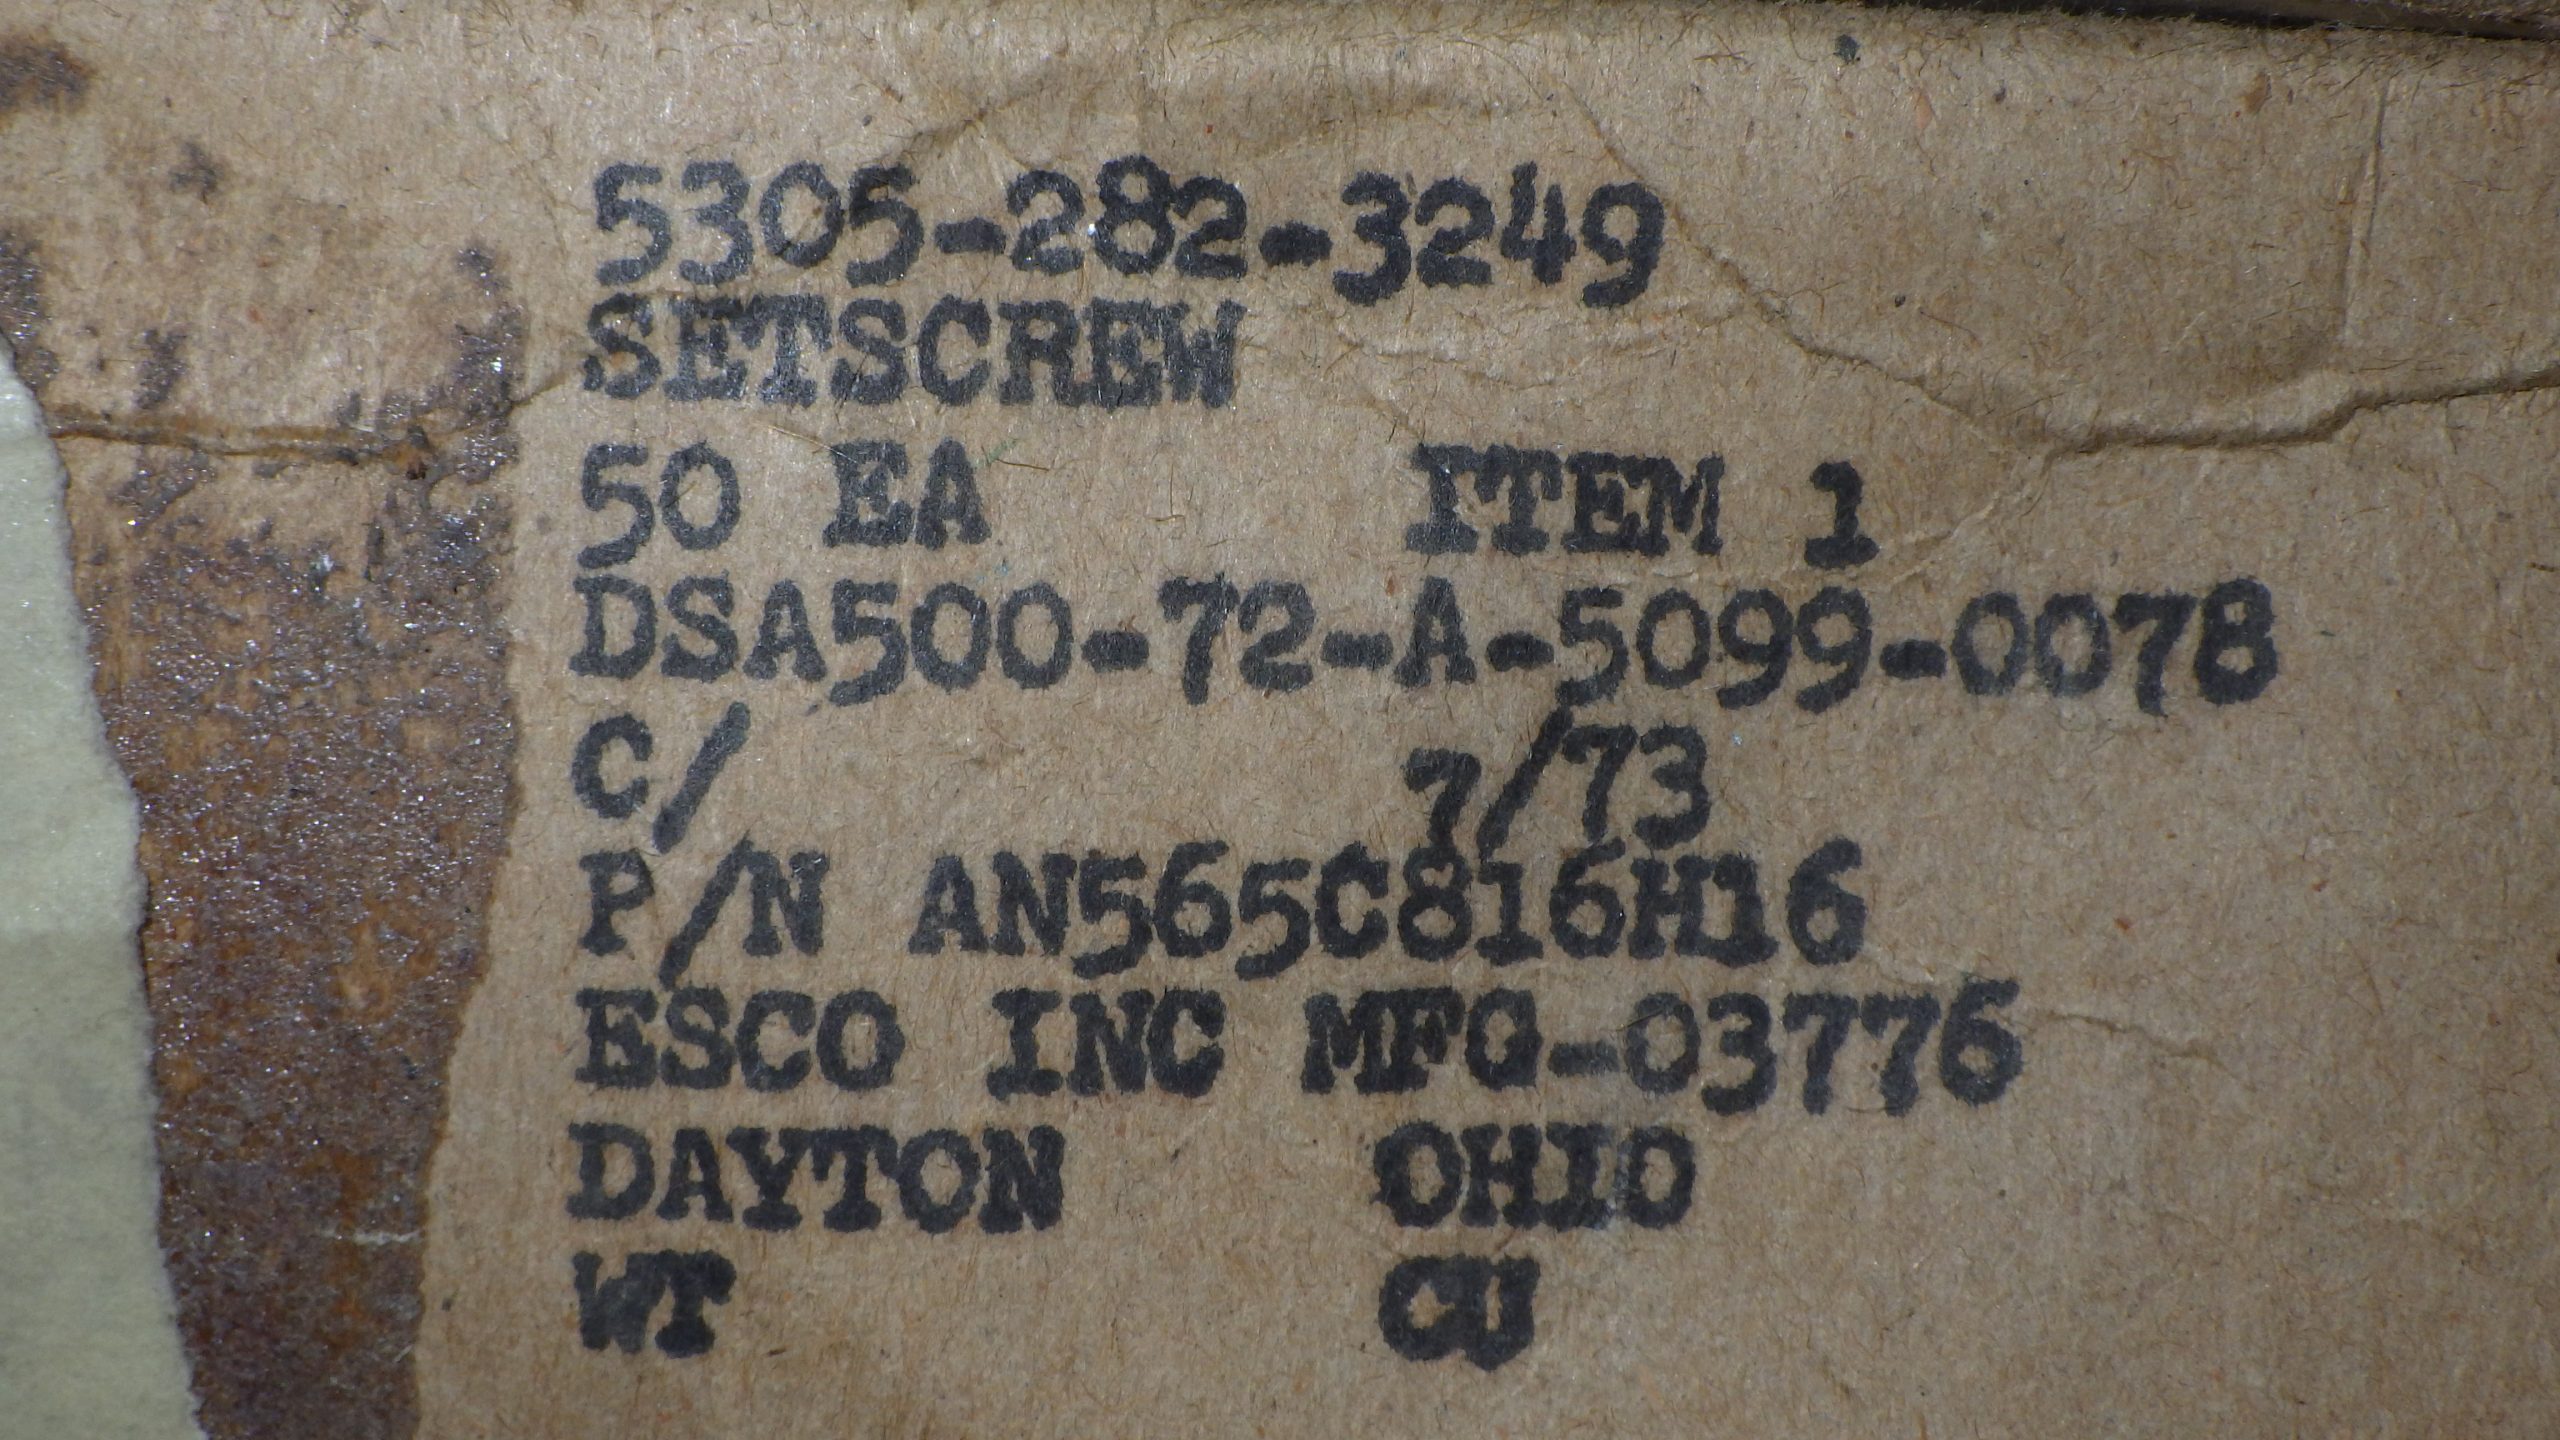 5305-282-3249
SETSCREW
50 EA ITEM 1
DSA500-72-A-5099-0078
C/ 7/73
P/N AN565C816H16
ESCO INC MFG-03776
DAYTON OHIO
WT CU